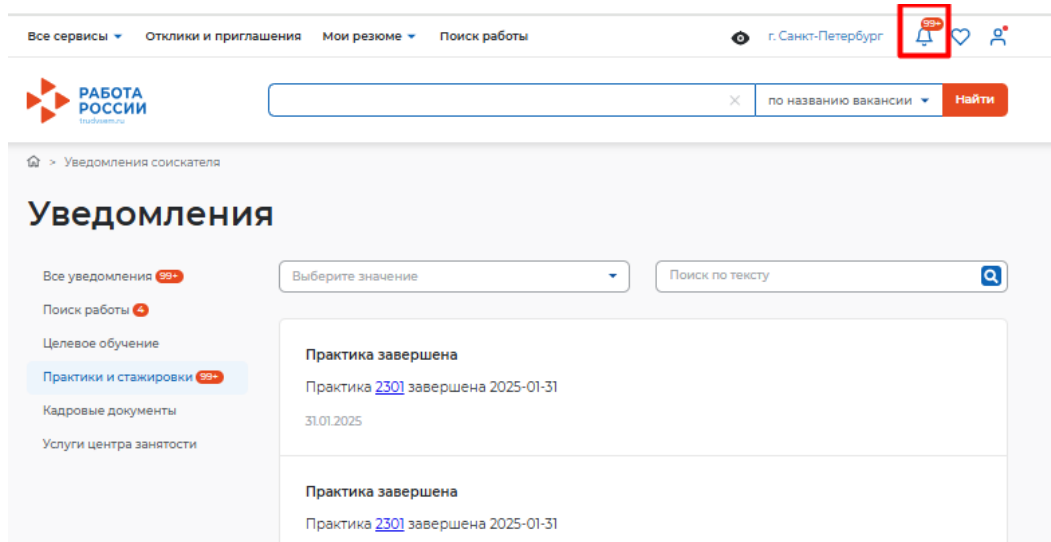 Все сервисы Отклики и приглашения Мои резюме Поиск работы г. Санкт-Петербург 99+
РАБОТА
РОССИИ
trudvsem.ru
по названию вакансии Найти
> Уведомления соискателя
Уведомления
Все уведомления 99+
Поиск работы 4
Целевое обучение
Практики и стажировки 99+
Кадровые документы
Услуги центра занятости
Выберите значение Поиск по тексту
Практика завершена
Практика 2301 завершена 2025-01-31
31.01.2025
Практика завершена
Практика 2301 завершена 2025-01-31